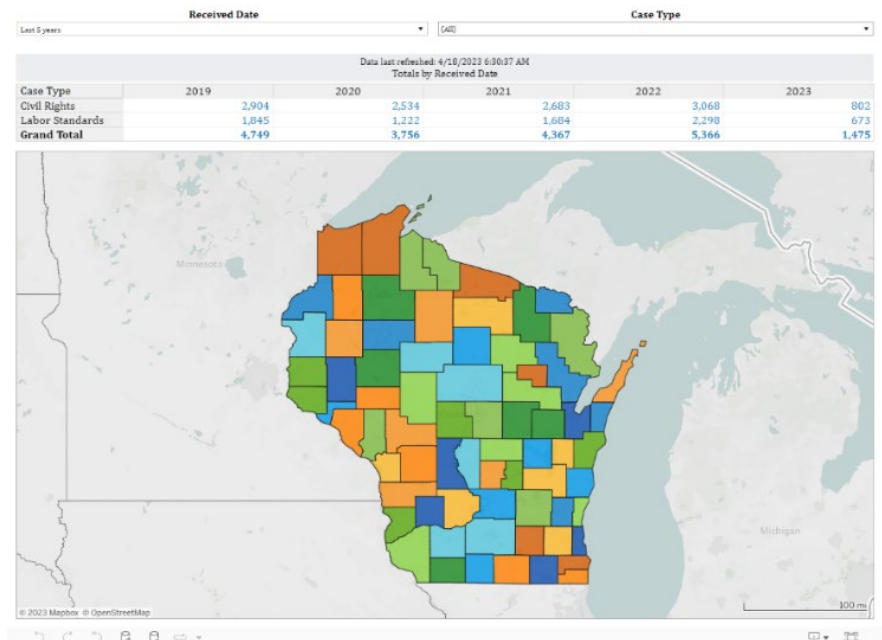 Received Date
Case Type
Last 5 years
(All)
Data last refreshed: 4/18/2023 6:30:37 AM
Totals by Received Date
Case Type 2019 2020 2021 2022 2023
Civil Rights 2,904 2,534 2,683 3,068 802
Labor Standards 1,845 1,222 1,684 2,298 673
Grand Total 4,749 3,756 4,367 5,366 1,475
Minnesota
Michigan
© 2023 Mapbox © OpenStreetMap
100 mi